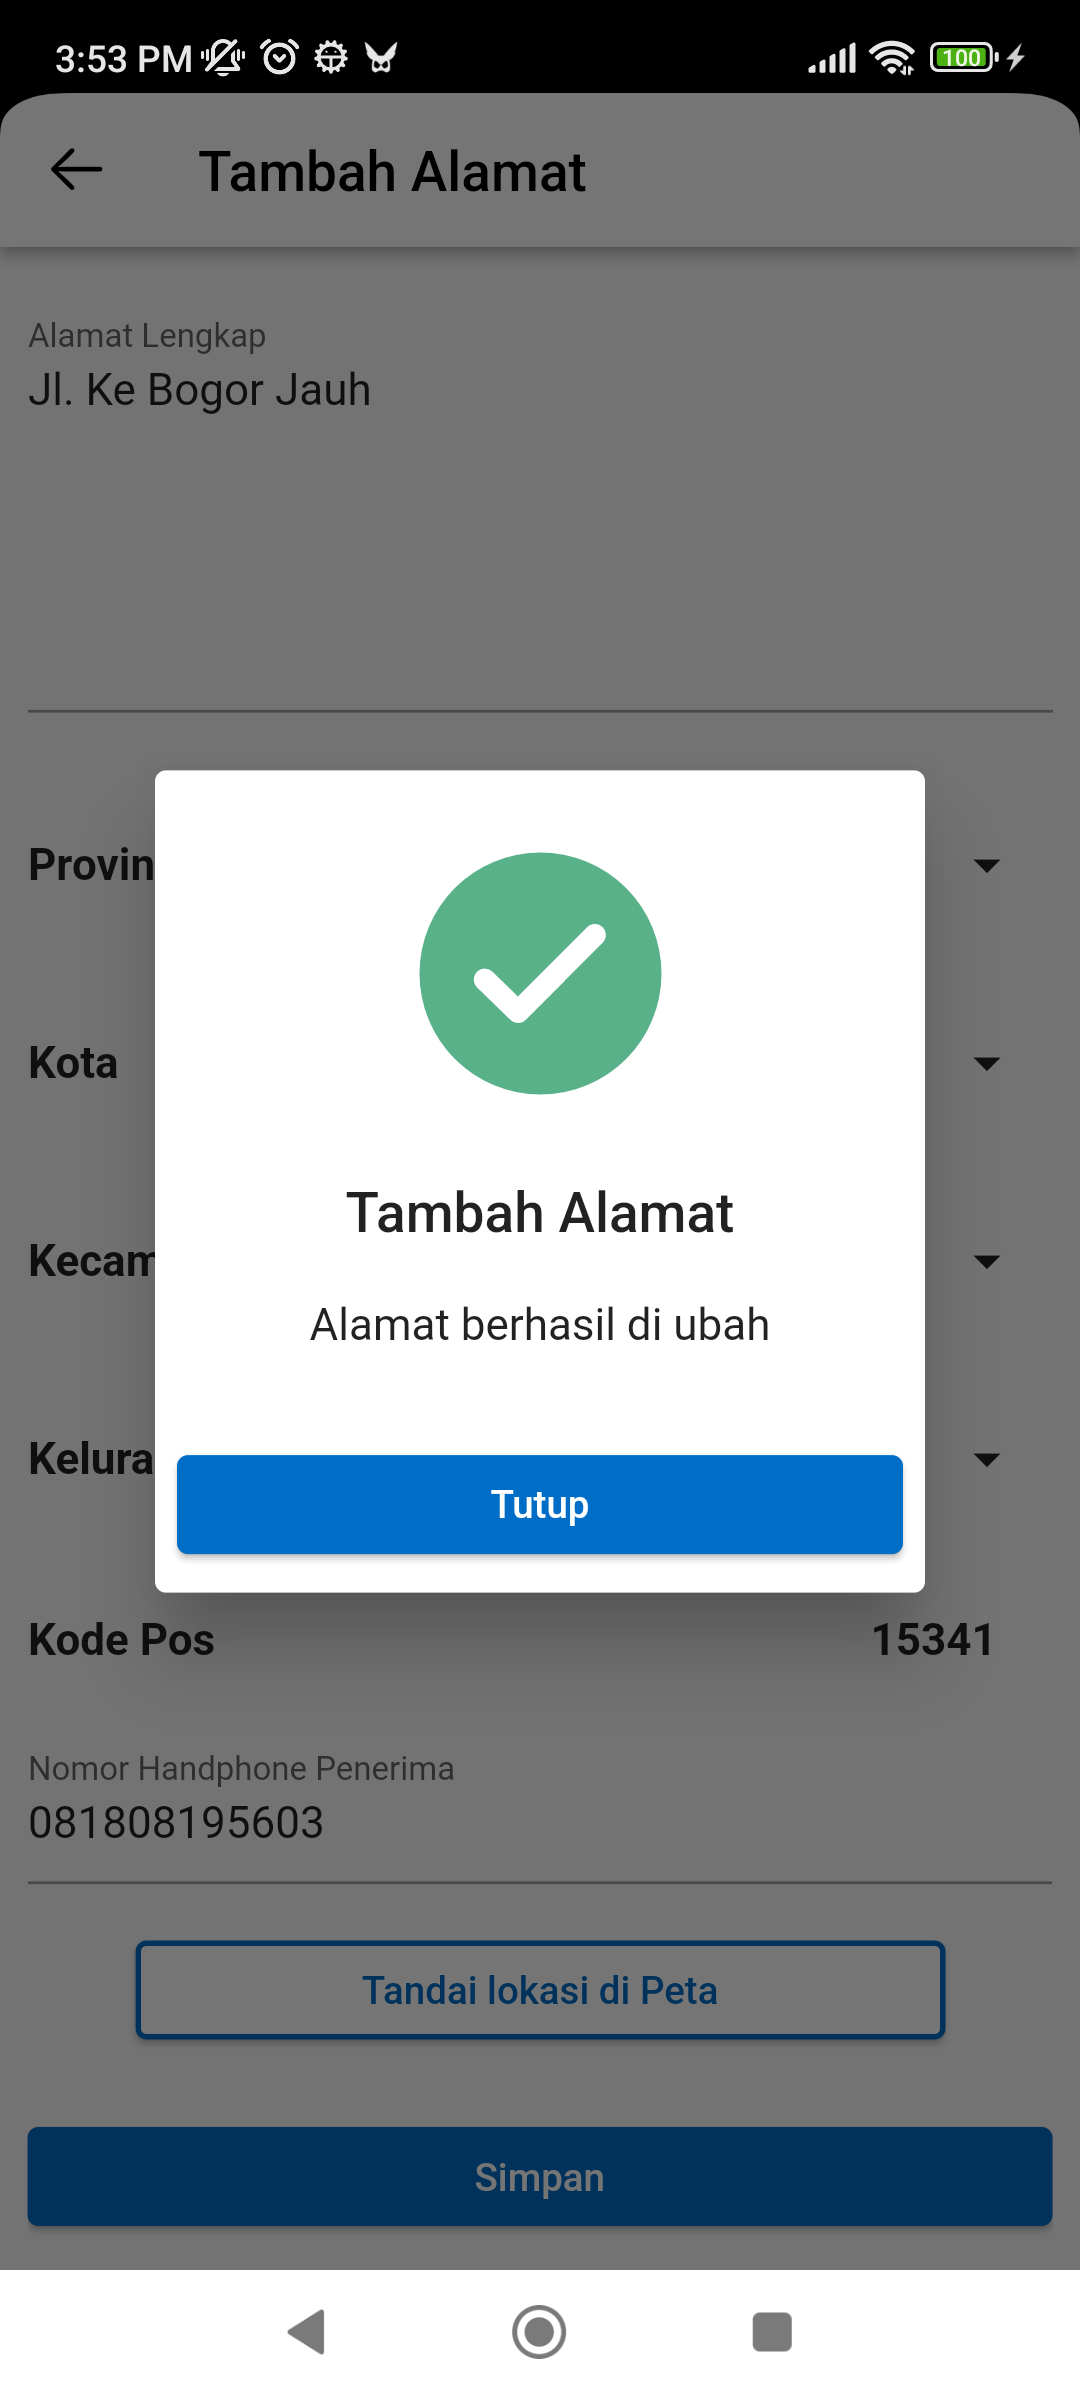 3:53 PM
100
Tambah Alamat
Alamat Lengkap
Jl. Ke Bogor Jauh
Provin
Kota
Kecam
Kelura
Tambah Alamat
Alamat berhasil di ubah
Tutup
Kode Pos 15341
Nomor Handphone Penerima
081808195603
Tandai lokasi di Peta
Simpan